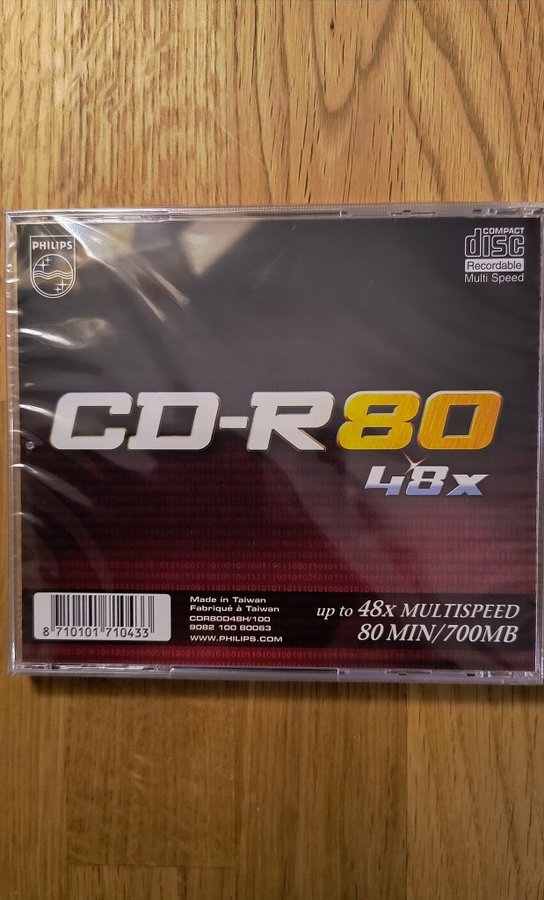 PHILIPS
COMPACT
disc
Recordable
Multi Speed
CD-R80
48x
8 710101 710433
Made in Taiwan
Fabriqué à Taiwan
CDR80D48H/100
9082 100 80063
WWW.PHILIPS.COM
up to 48x MULTISPEED
80 MIN/700MB